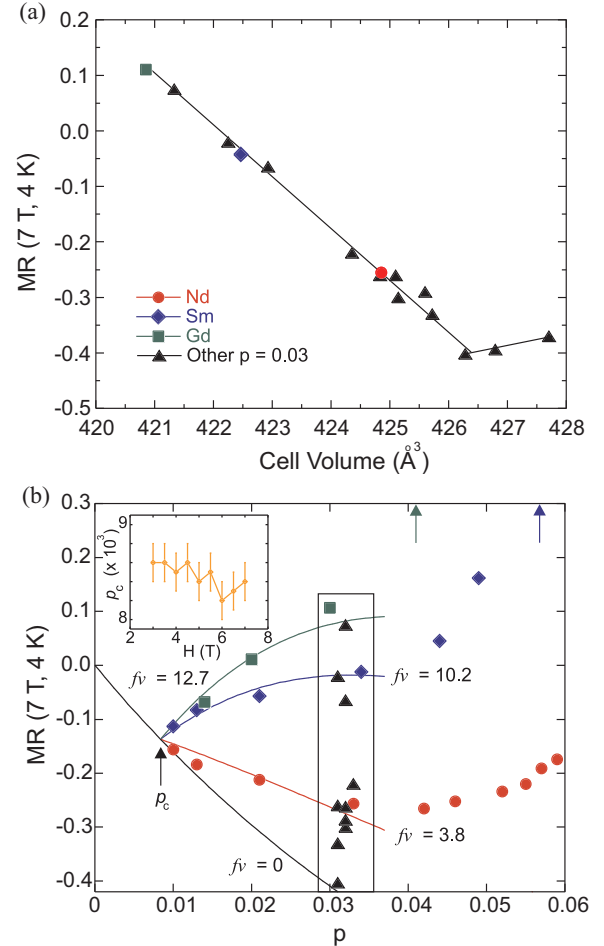 (a)
0.2
0.1
0.0
-0.1
-0.2
-0.3
-0.4
-0.5
MR (7 T, 4 K)
Nd
Sm
Gd
Other p = 0.03
420 421 422 423 424 425 426 427 428
Cell Volume (Å³)
(b)
0.3
0.2
0.1
0.0
-0.1
-0.2
-0.3
-0.4
MR (7 T, 4 K)
9
8
p_c (x 10³)
2 4 6 8
H (T)
fv = 12.7
fv = 10.2
p_c
fv = 3.8
fv = 0
0 0.01 0.02 0.03 0.04 0.05 0.06
p